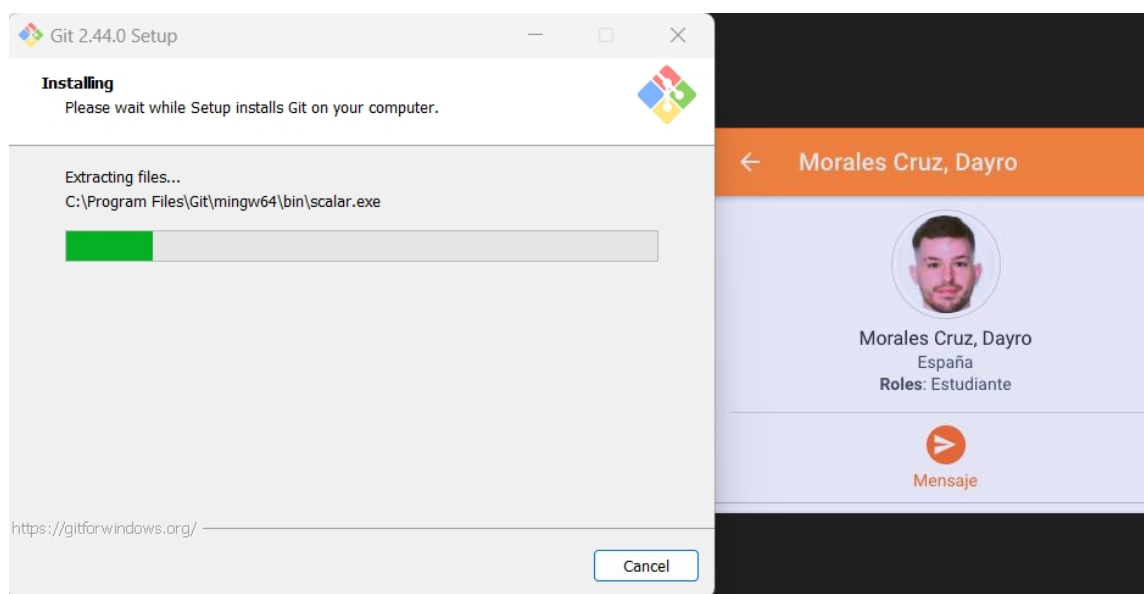 Git 2.44.0 Setup
Installing
Please wait while Setup installs Git on your computer.
Extracting files...
C:\Program Files\Git\mingw64\bin\scalar.exe
https://gitforwindows.org/
Cancel
Morales Cruz, Dayro
Morales Cruz, Dayro
España
Roles: Estudiante
Mensaje